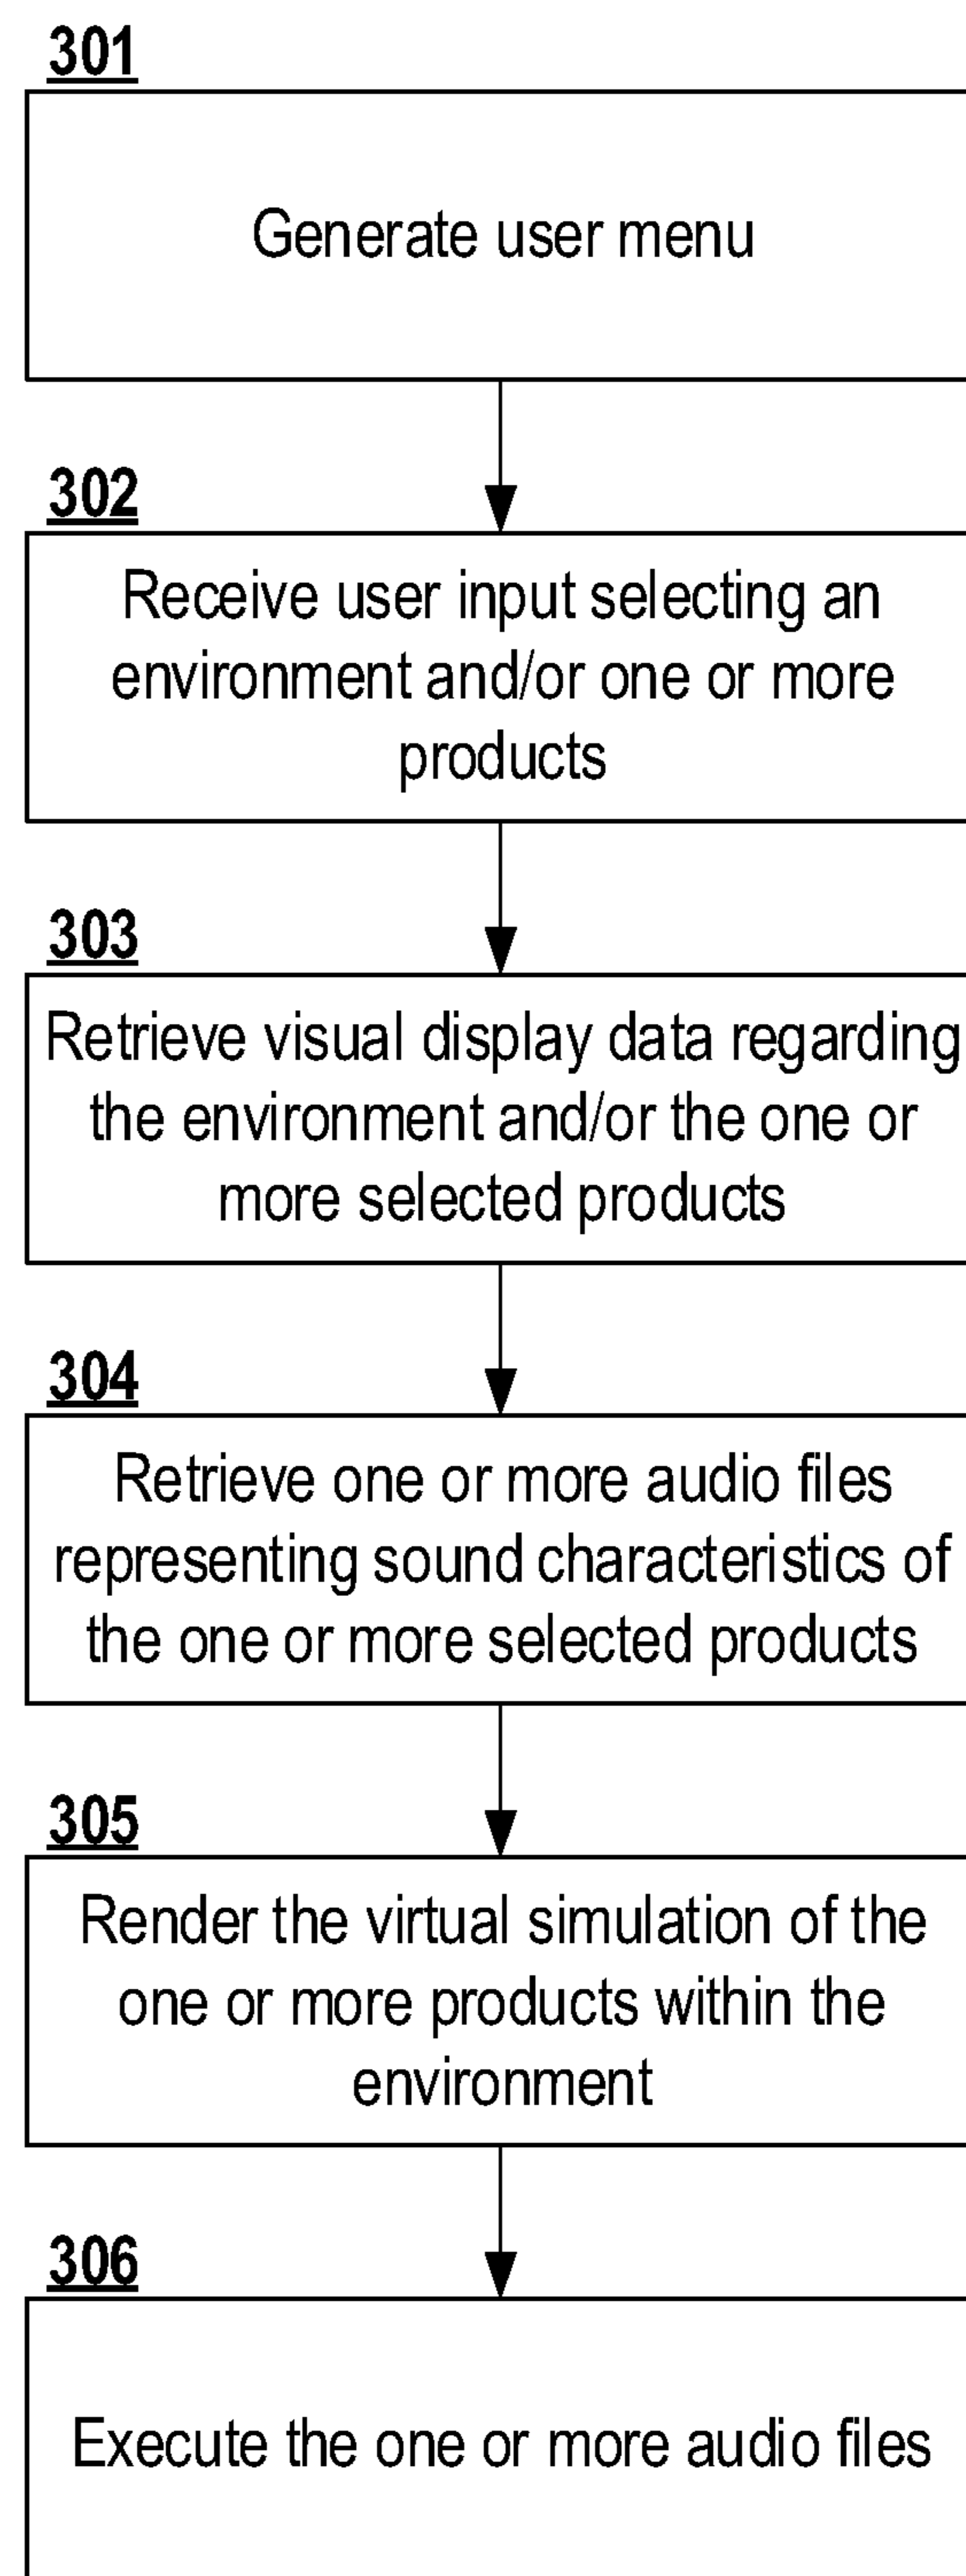 301
Generate user menu
302
Receive user input selecting an
environment and/or one or more
products
303
Retrieve visual display data regarding
the environment and/or the one or
more selected products
304
Retrieve one or more audio files
representing sound characteristics of
the one or more selected products
305
Render the virtual simulation of the
one or more products within the
environment
306
Execute the one or more audio files